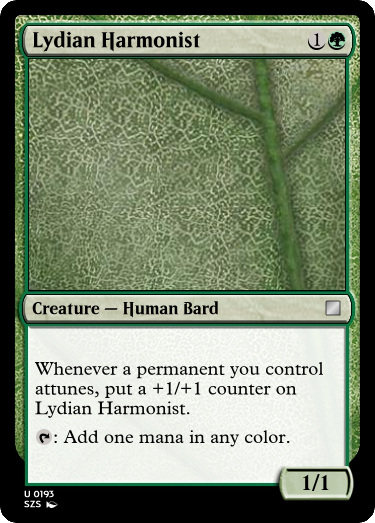 Lydian Harmonist 1
Creature — Human Bard
Whenever a permanent you control
attunes, put a +1/+1 counter on
Lydian Harmonist.
: Add one mana in any color.
1/1
U 0193
SZS